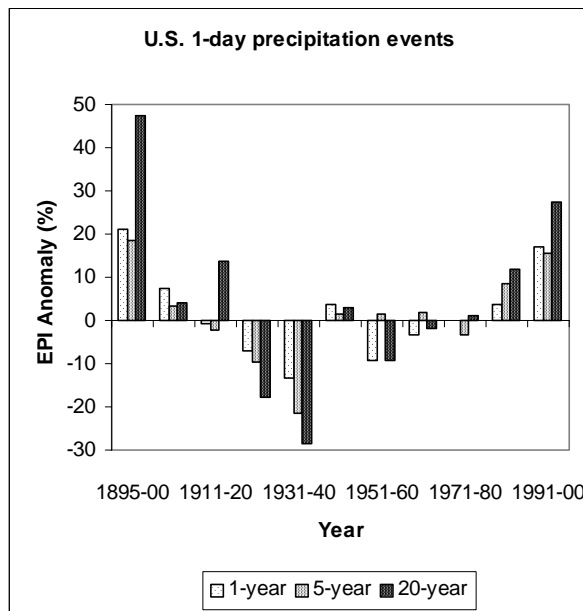 U.S. 1-day precipitation events
EPI Anomaly (%)
50
40
30
20
10
0
-10
-20
-30
1895-00 1911-20 1931-40 1951-60 1971-80 1991-00
Year
1-year 5-year 20-year